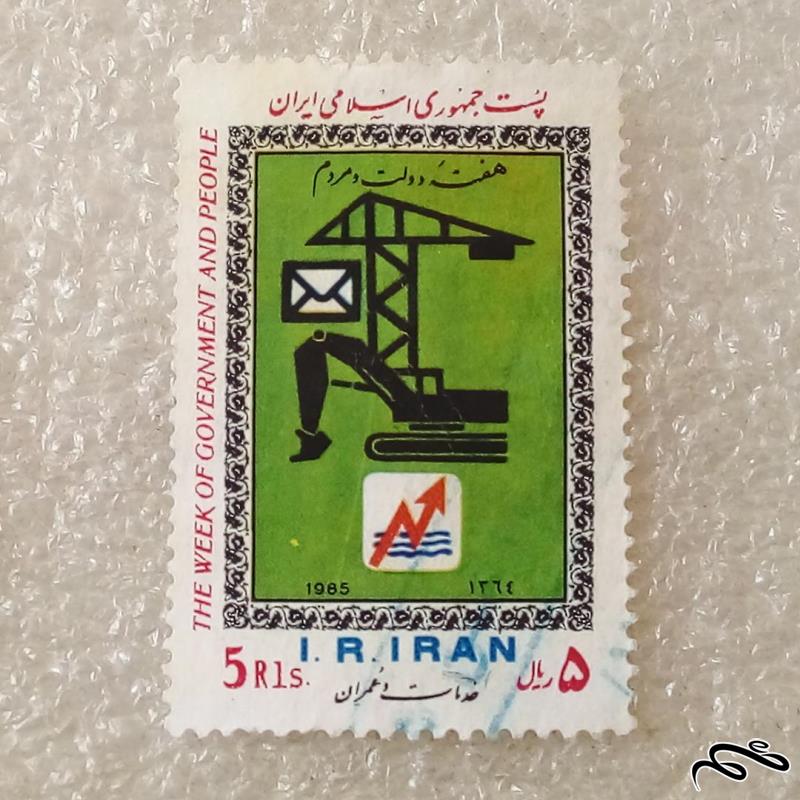 پست جمهوری اسلامی ایران
THE WEEK OF GOVERNMENT AND PEOPLE
هفته دولت و مردم
1985
١٣٦٤
I. R. IRAN
5 Rls.
۵ ریال
خدمات و عمران